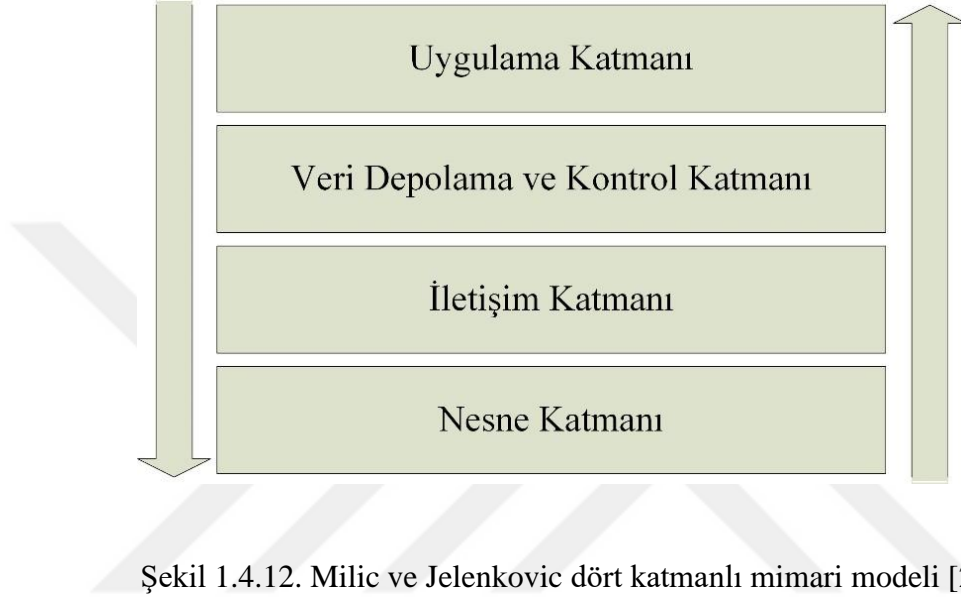 Uygulama Katmanı
Veri Depolama ve Kontrol Katmanı
İletişim Katmanı
Nesne Katmanı
Şekil 1.4.12. Milic ve Jelenkovic dört katmanlı mimari modeli [